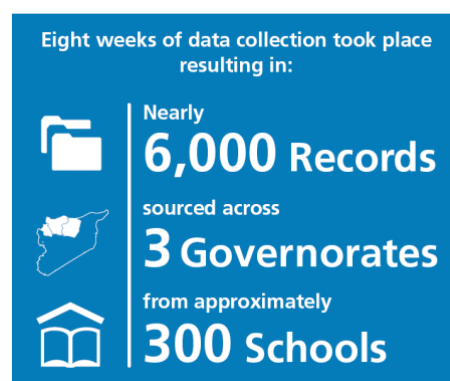 Eight weeks of data collection took place
resulting in:
Nearly
6,000 Records
sourced across
3 Governorates
from approximately
300 Schools